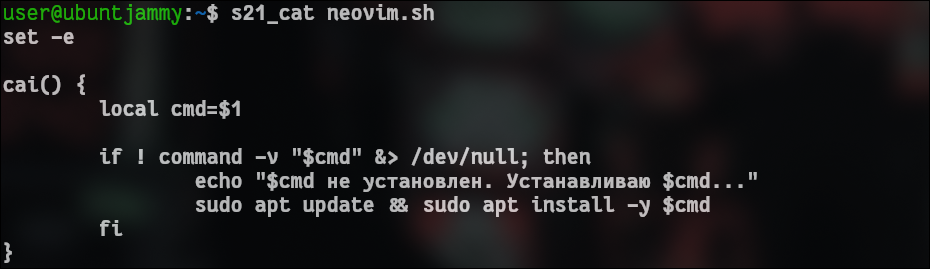 user@ubuntjammy:~$ s21_cat neovim.sh
set -e

cai() {
        local cmd=$1

        if ! command -v "$cmd" &> /dev/null; then
                echo "$cmd не установлен. Устанавливаю $cmd..."
                sudo apt update && sudo apt install -y $cmd
        fi
}